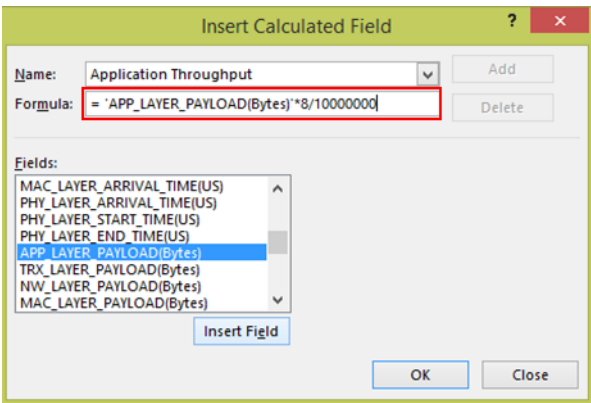 Insert Calculated Field
? ×
Name: Application Throughput
Add
Formula: = 'APP_LAYER_PAYLOAD(Bytes)'*8/10000000
Delete
Fields:
MAC_LAYER_ARRIVAL_TIME(US)
PHY_LAYER_ARRIVAL_TIME(US)
PHY_LAYER_START_TIME(US)
PHY_LAYER_END_TIME(US)
APP_LAYER_PAYLOAD(Bytes)
TRX_LAYER_PAYLOAD(Bytes)
NW_LAYER_PAYLOAD(Bytes)
MAC_LAYER_PAYLOAD(Bytes)
Insert Field
OK
Close